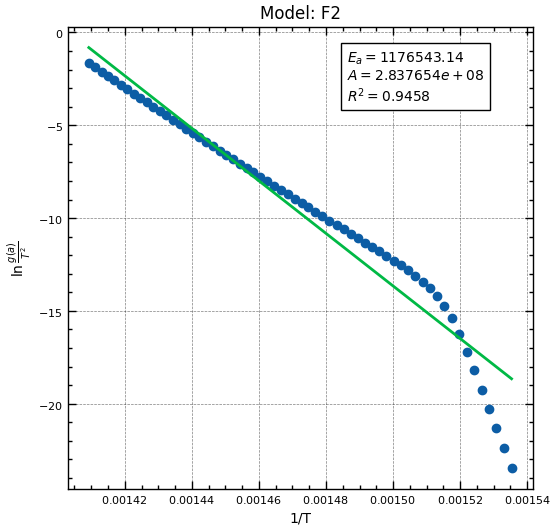 Model: F2
E_a = 1176543.14
A = 2.837654e + 08
R^2 = 0.9458
0
−5
−10
−15
−20
ln g(a)/T^2
0.00142 0.00144 0.00146 0.00148 0.00150 0.00152 0.00154
1/T